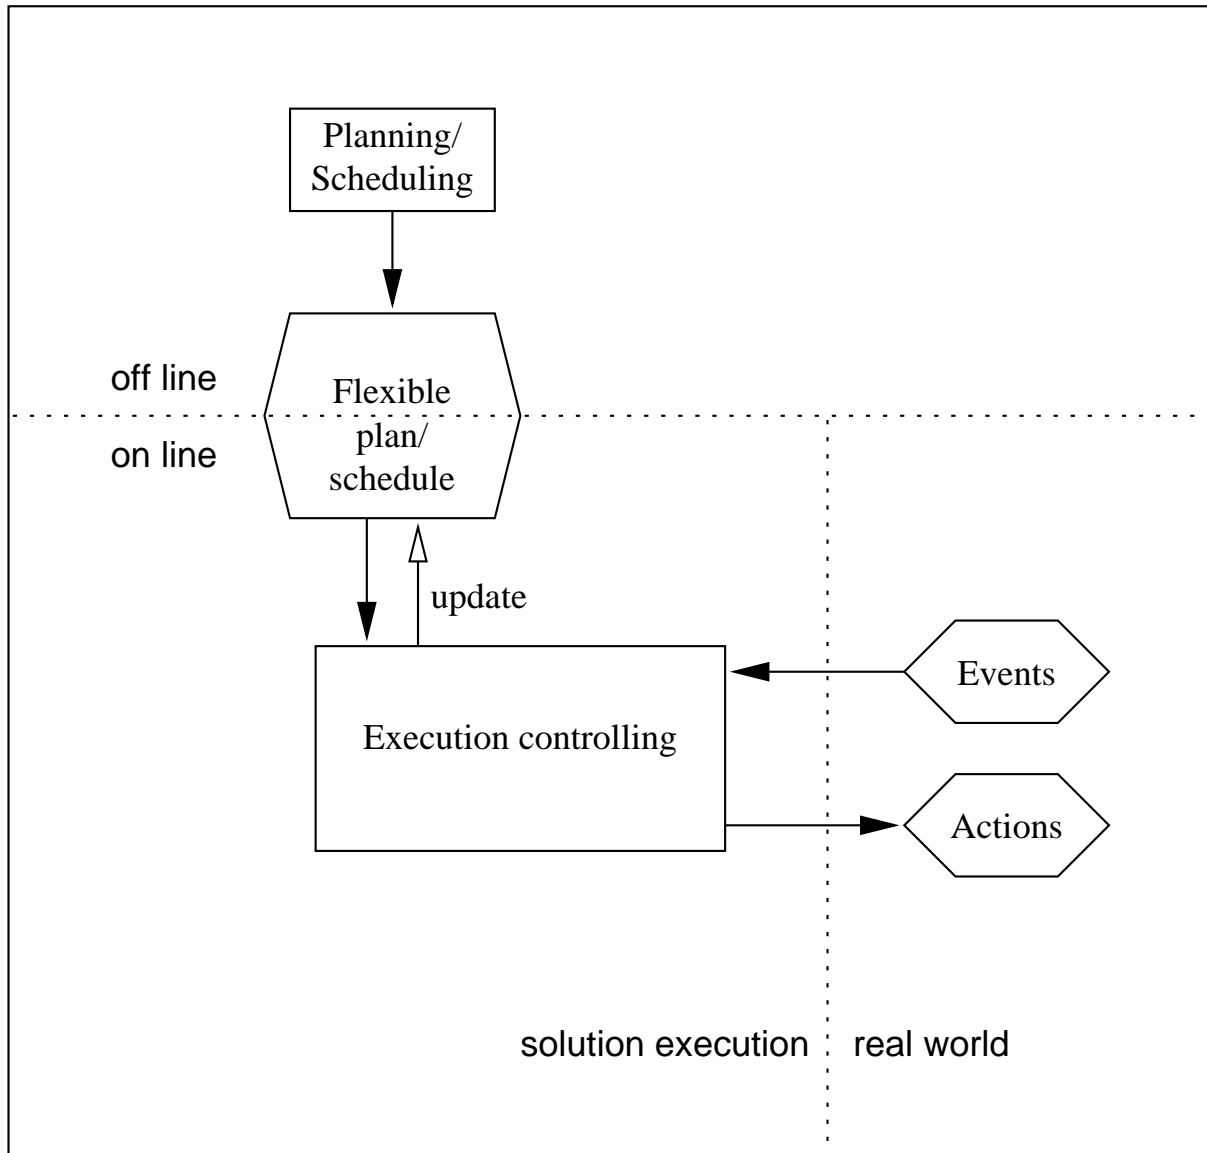 Planning/
Scheduling
off line
on line
Flexible
plan/
schedule
update
Execution controlling
Events
Actions
solution execution
real world